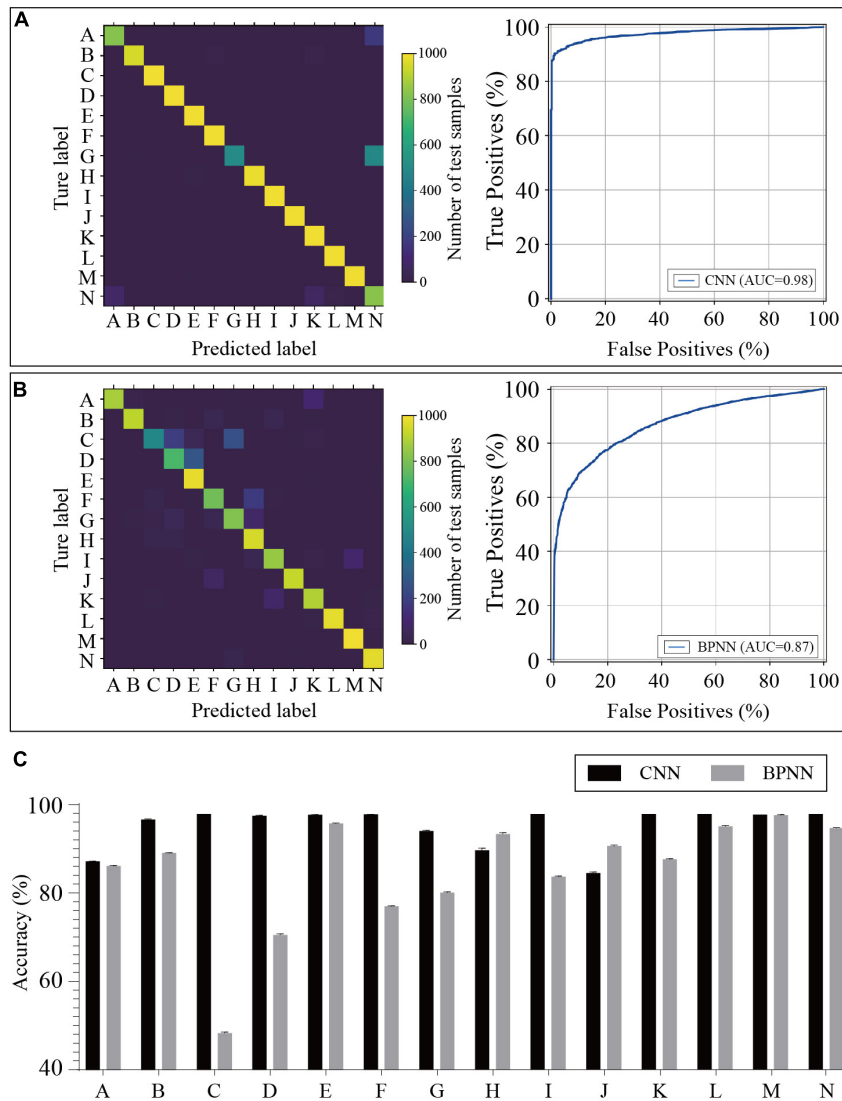 A
A
B
C
D
E
F
G
H
I
J
K
L
M
N
Ture label
A B C D E F G H I J K L M N
Predicted label
1000
800
600
400
200
0
Number of test samples
100
80
60
40
20
0
True Positives (%)
CNN (AUC=0.98)
0 20 40 60 80 100
False Positives (%)
B
A
B
C
D
E
F
G
H
I
J
K
L
M
N
Ture label
A B C D E F G H I J K L M N
Predicted label
1000
800
600
400
200
0
Number of test samples
100
80
60
40
20
0
True Positives (%)
BPNN (AUC=0.87)
0 20 40 60 80 100
False Positives (%)
C
CNN BPNN
100
80
60
40
Accuracy (%)
A B C D E F G H I J K L M N